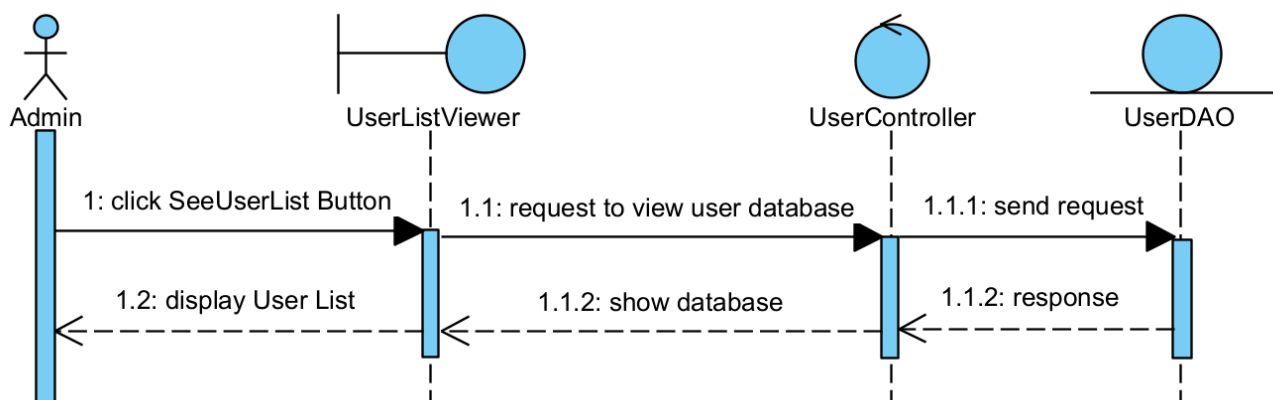 Admin
UserListViewer
UserController
UserDAO
1: click SeeUserList Button
1.1: request to view user database
1.1.1: send request
1.2: display User List
1.1.2: show database
1.1.2: response